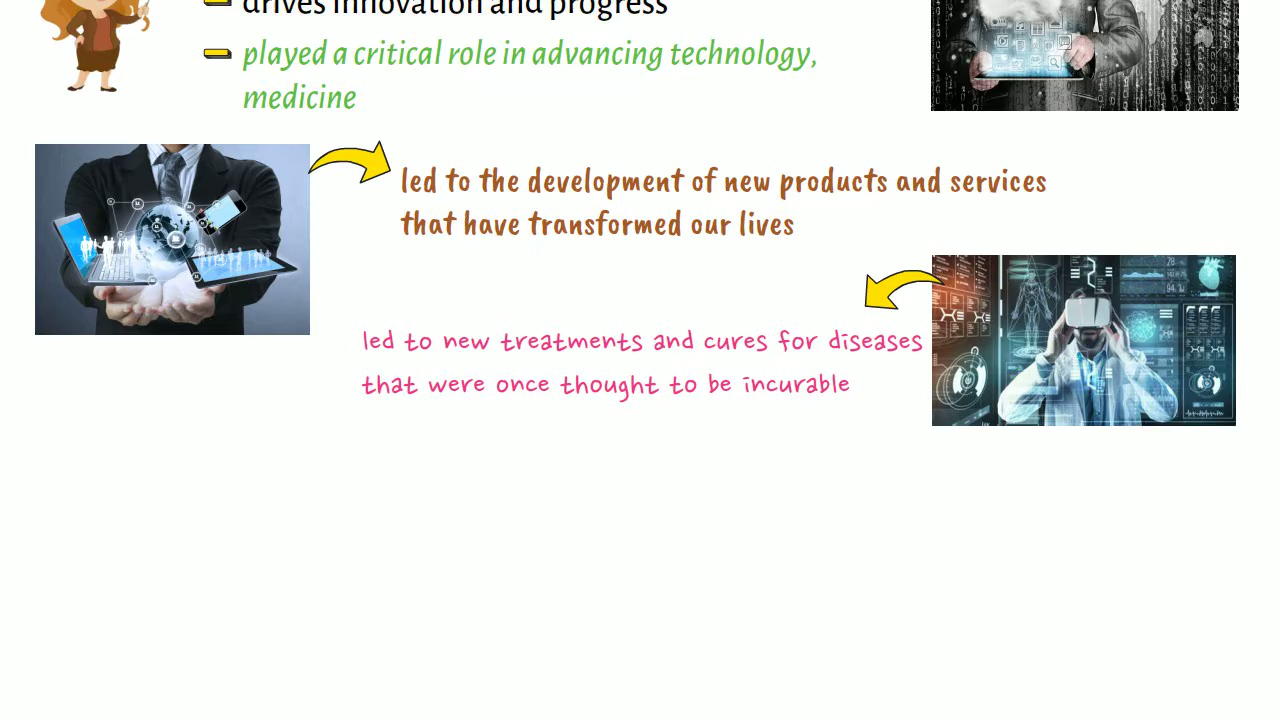 drives innovation and progress
played a critical role in advancing technology,
medicine
led to the development of new products and services
that have transformed our lives
led to new treatments and cures for diseases
that were once thought to be incurable